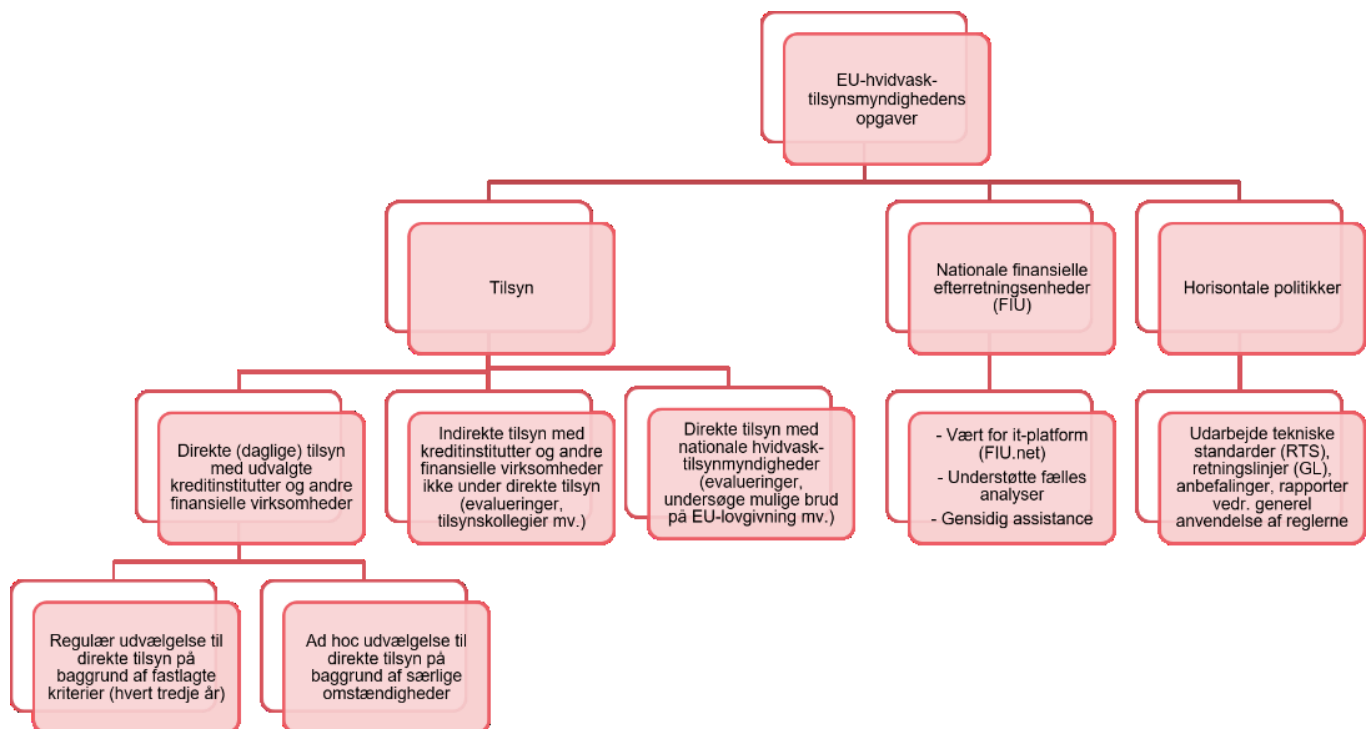 EU-hvidvask-
tilsynsmyndighedens
opgaver
Tilsyn
Nationale finansielle
efterretningsenheder
(FIU)
Horisontale politikker
Direkte (daglige) tilsyn
med udvalgte
kreditinstitutter og andre
finansielle virksomheder
Indirekte tilsyn med
kreditinstitutter og andre
finansielle virksomheder
ikke under direkte tilsyn
(evalueringer,
tilsynskollegier mv.)
Direkte tilsyn med
nationale hvidvask-
tilsynmyndigheder
(evalueringer,
undersøge mulige brud
på EU-lovgivning mv.)
- Vært for it-platform
(FIU.net)
- Understøtte fælles
analyser
- Gensidig assistance
Udarbejde tekniske
standarder (RTS),
retningslinjer (GL),
anbefalinger, rapporter
vedr. generel
anvendelse af reglerne
Regulær udvælgelse til
direkte tilsyn på
baggrund af fastlagte
kriterier (hvert tredje år)
Ad hoc udvælgelse til
direkte tilsyn på
baggrund af særlige
omstændigheder